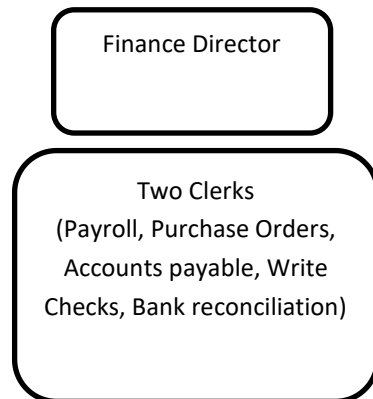 Finance Director
Two Clerks
(Payroll, Purchase Orders,
Accounts payable, Write
Checks, Bank reconciliation)